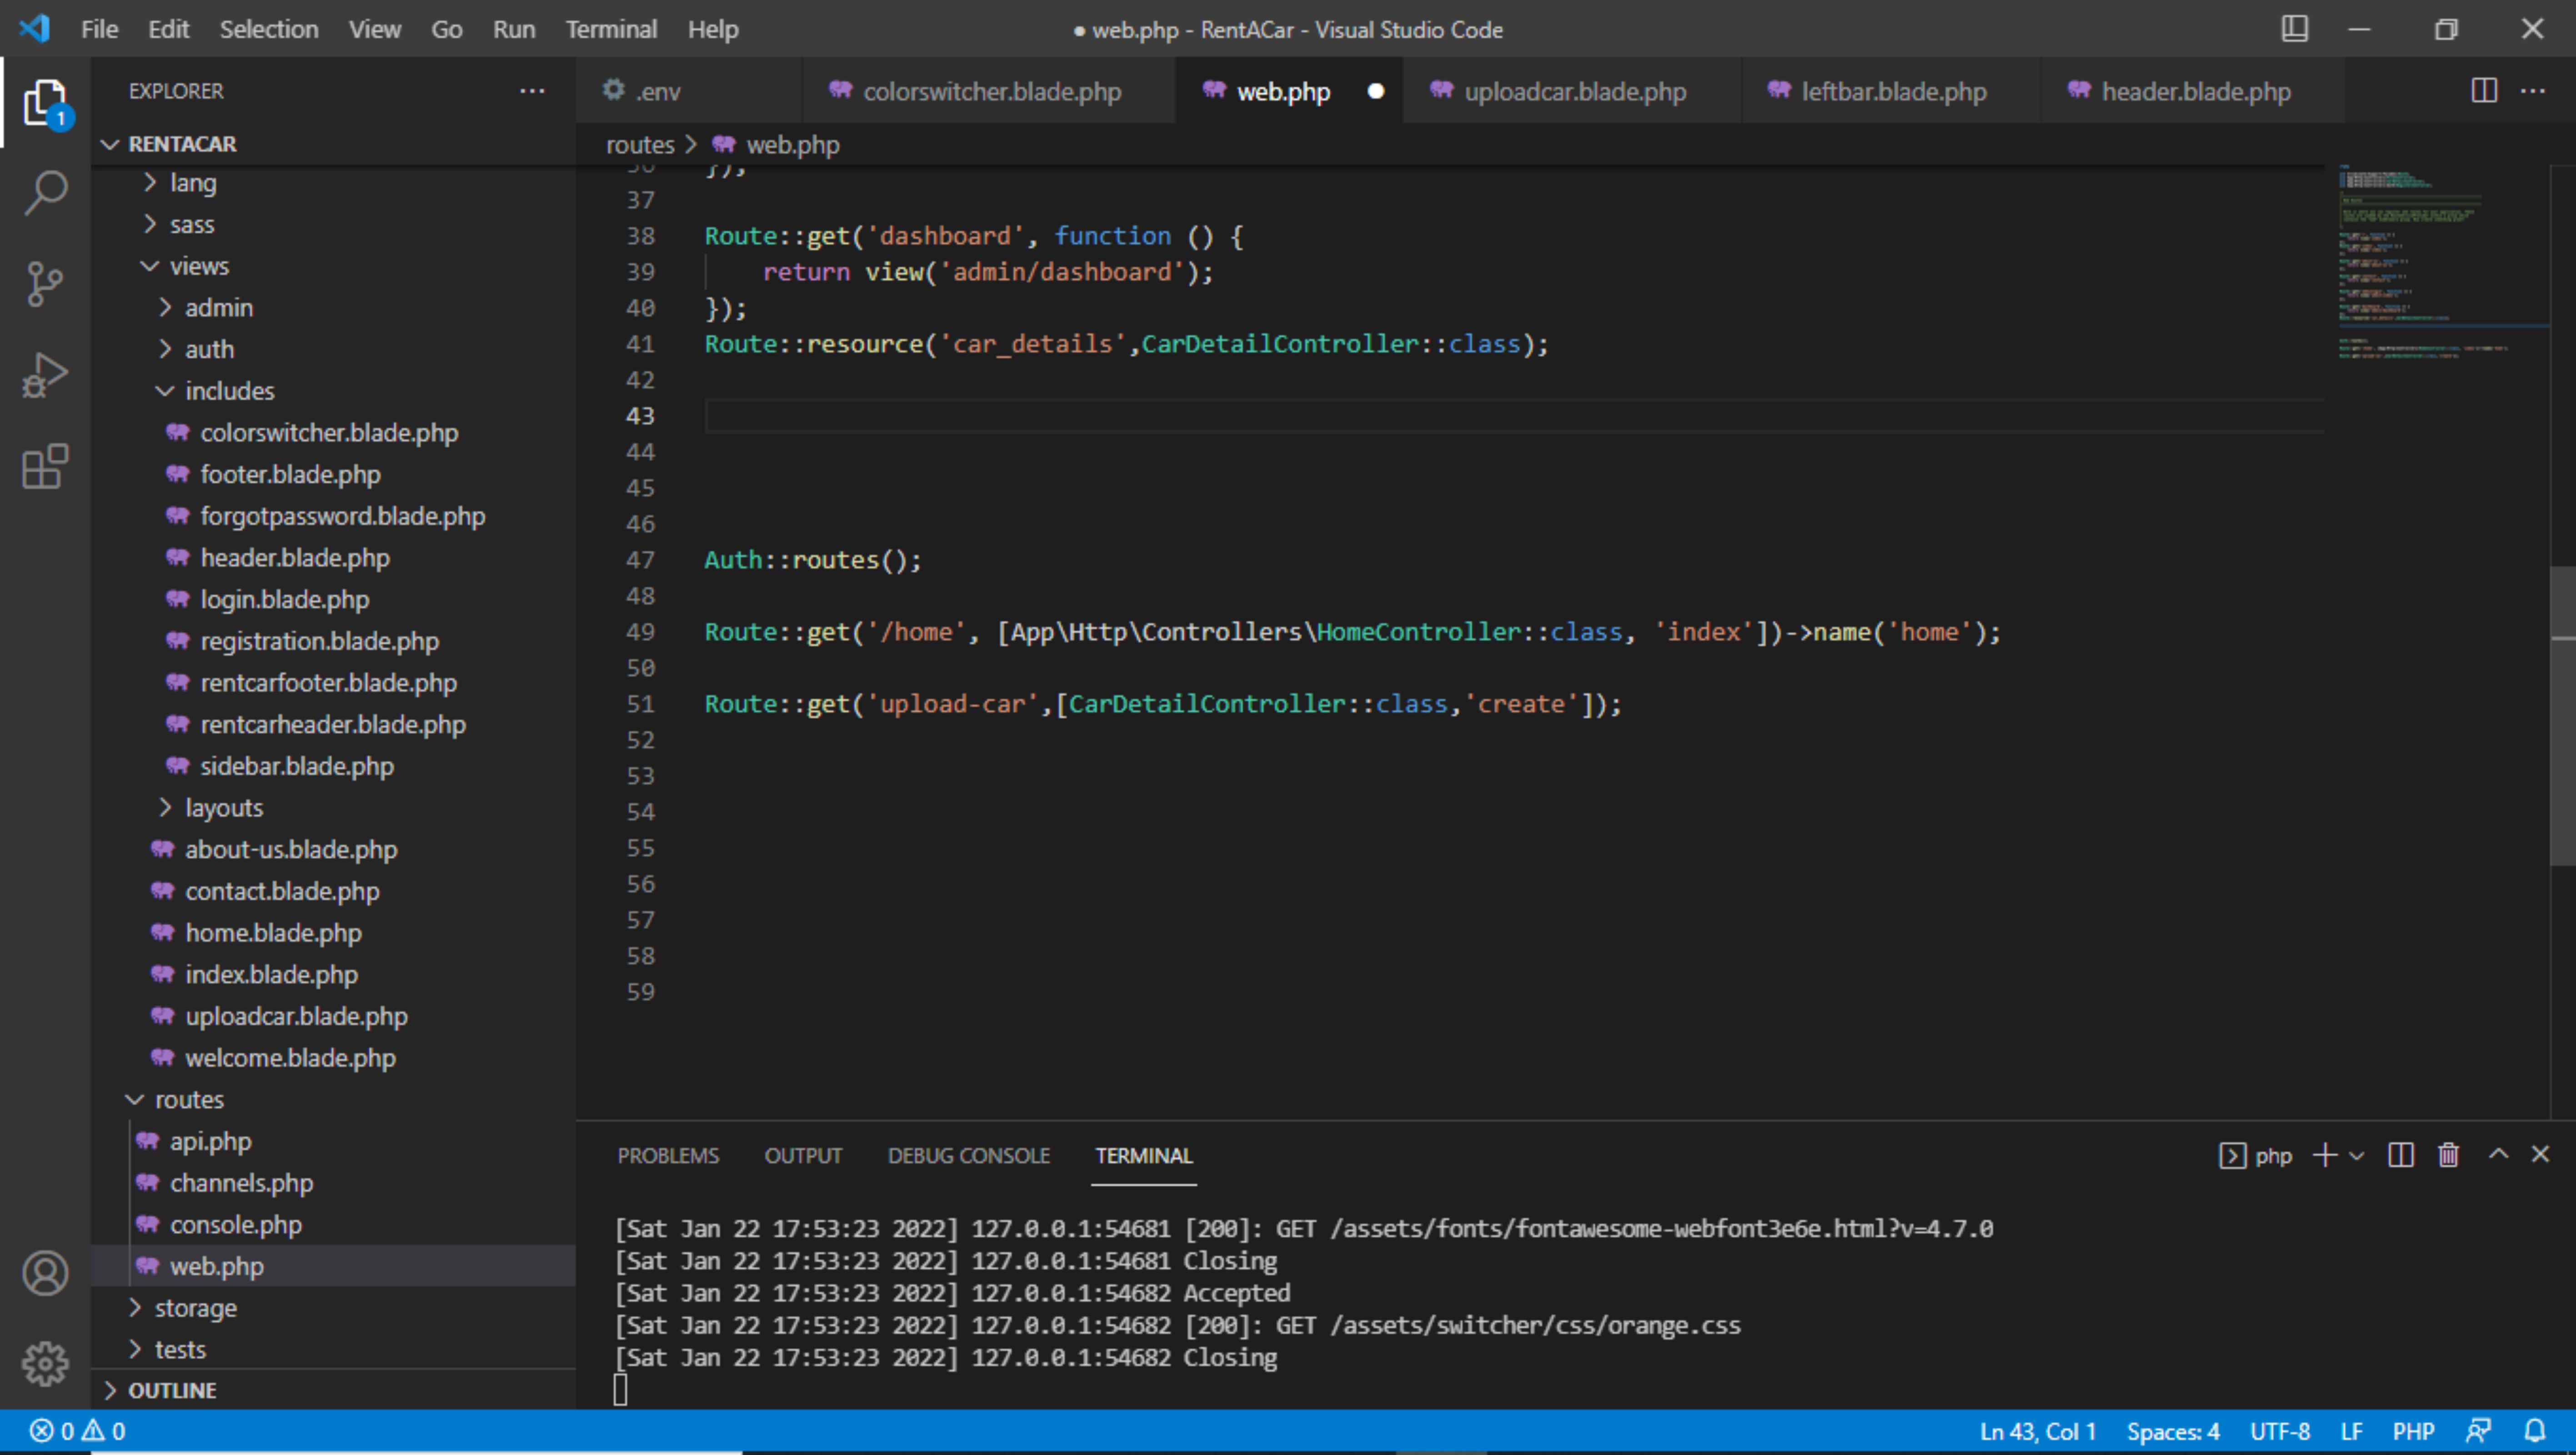 File Edit Selection View Go Run Terminal Help
● web.php - RentACar - Visual Studio Code
EXPLORER
.env
colorswitcher.blade.php
web.php
uploadcar.blade.php
leftbar.blade.php
header.blade.php
1
RENTACAR
lang
sass
views
admin
auth
includes
colorswitcher.blade.php
footer.blade.php
forgotpassword.blade.php
header.blade.php
login.blade.php
registration.blade.php
rentcarfooter.blade.php
rentcarheader.blade.php
sidebar.blade.php
layouts
about-us.blade.php
contact.blade.php
home.blade.php
index.blade.php
uploadcar.blade.php
welcome.blade.php
routes
api.php
channels.php
console.php
web.php
storage
tests
OUTLINE
routes > web.php
36 });
37
38 Route::get('dashboard', function () {
39 return view('admin/dashboard');
40 });
41 Route::resource('car_details',CarDetailController::class);
42
43
44
45
46
47 Auth::routes();
48
49 Route::get('/home', [App\Http\Controllers\HomeController::class, 'index'])->name('home');
50
51 Route::get('upload-car',[CarDetailController::class,'create']);
52
53
54
55
56
57
58
59
PROBLEMS OUTPUT DEBUG CONSOLE TERMINAL
php
[Sat Jan 22 17:53:23 2022] 127.0.0.1:54681 [200]: GET /assets/fonts/fontawesome-webfont3e6e.html?v=4.7.0
[Sat Jan 22 17:53:23 2022] 127.0.0.1:54681 Closing
[Sat Jan 22 17:53:23 2022] 127.0.0.1:54682 Accepted
[Sat Jan 22 17:53:23 2022] 127.0.0.1:54682 [200]: GET /assets/switcher/css/orange.css
[Sat Jan 22 17:53:23 2022] 127.0.0.1:54682 Closing
0 0
Ln 43, Col 1 Spaces: 4 UTF-8 LF PHP